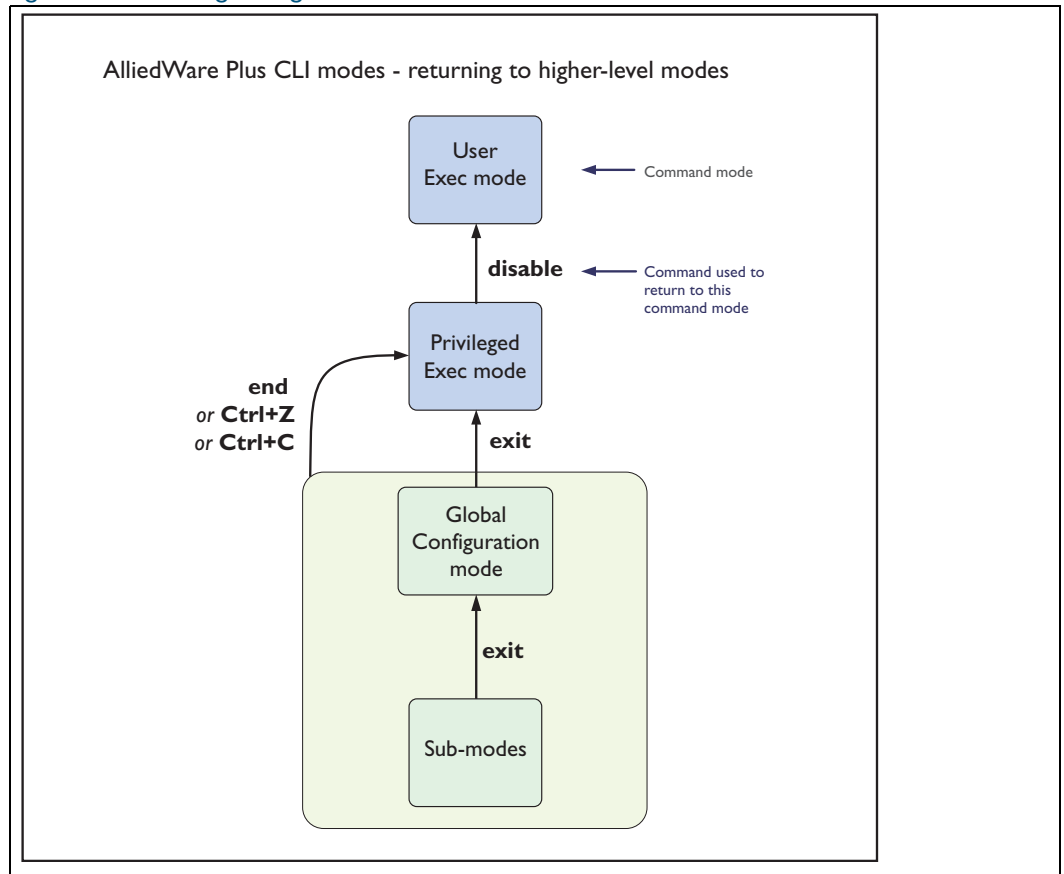 AlliedWare Plus CLI modes - returning to higher-level modes
User
Exec mode
Command mode
disable
Command used to
return to this
command mode
Privileged
Exec mode
end
or Ctrl+Z
or Ctrl+C
exit
Global
Configuration
mode
exit
Sub-modes